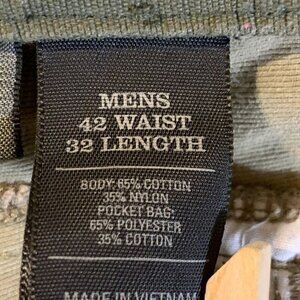 MENS
42 WAIST
32 LENGTH
BODY: 65% COTTON
35% NYLON
POCKET BAG:
65% POLYESTER
35% COTTON
MADE IN VIETNAM